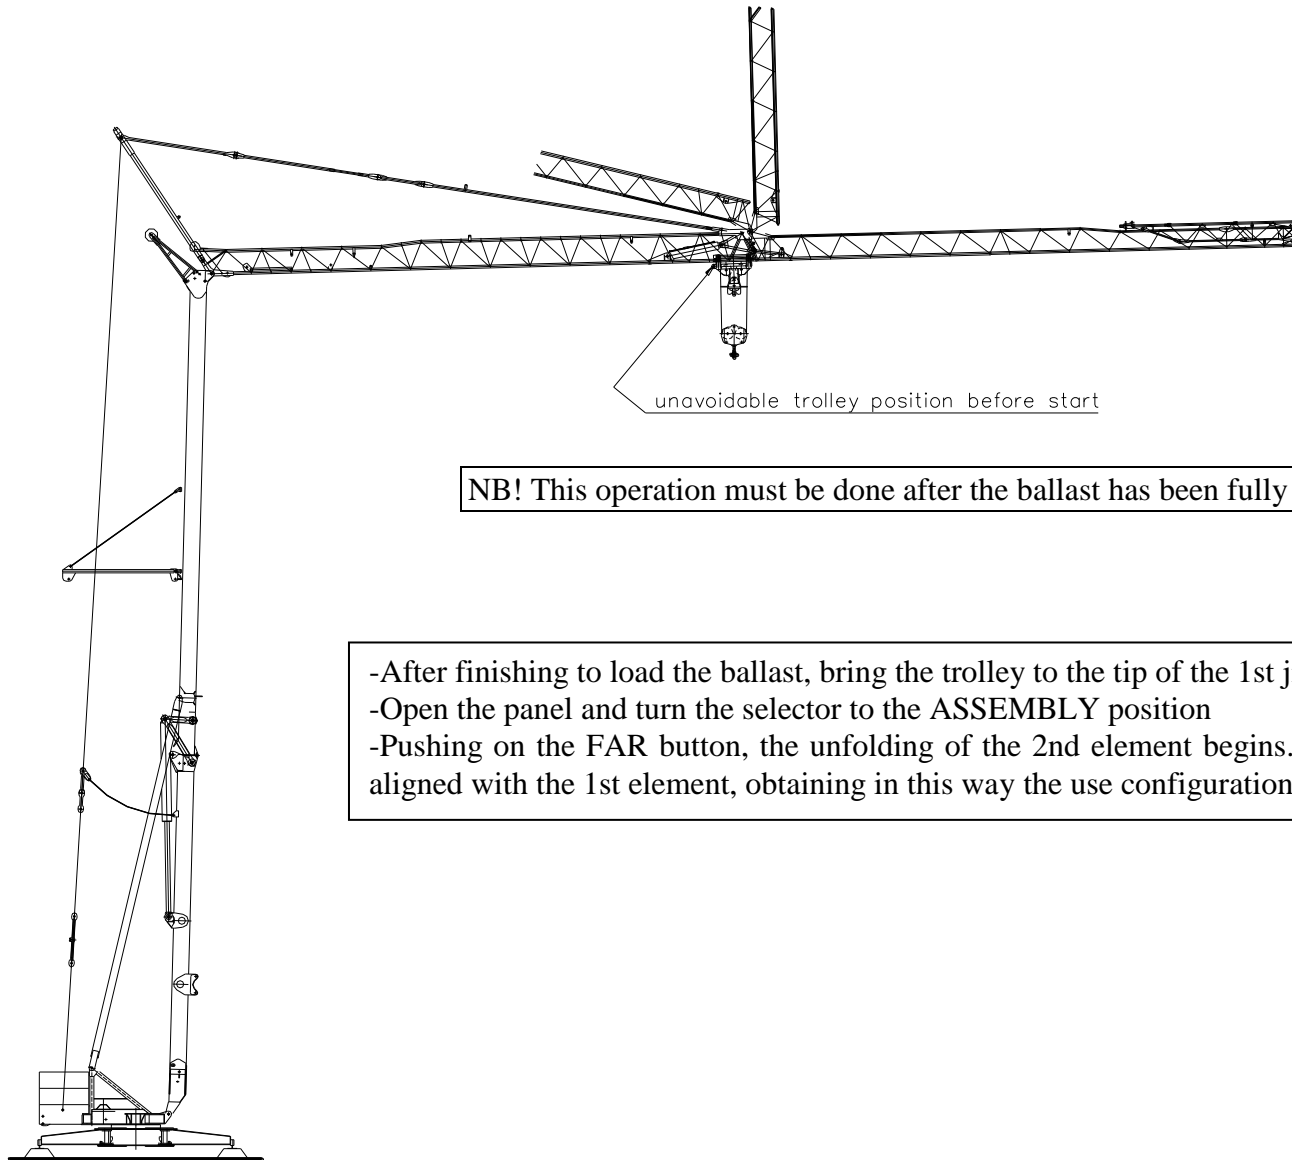 unavoidable trolley position before start
NB! This operation must be done after the ballast has been fully
-After finishing to load the ballast, bring the trolley to the tip of the 1st j
-Open the panel and turn the selector to the ASSEMBLY position
-Pushing on the FAR button, the unfolding of the 2nd element begins.
aligned with the 1st element, obtaining in this way the use configuration